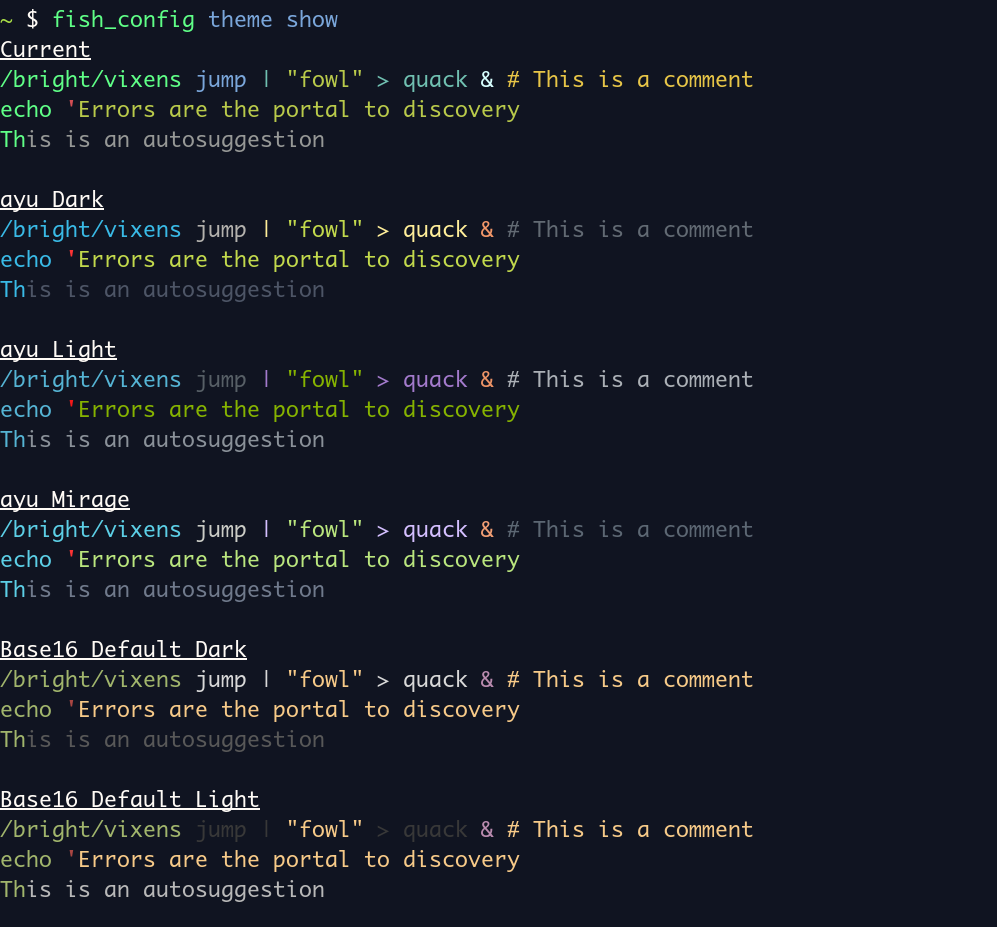 ~ $ fish_config theme show
Current
/bright/vixens jump | "fowl" > quack & # This is a comment
echo 'Errors are the portal to discovery
This is an autosuggestion
ayu Dark
/bright/vixens jump | "fowl" > quack & # This is a comment
echo 'Errors are the portal to discovery
This is an autosuggestion
ayu Light
/bright/vixens jump | "fowl" > quack & # This is a comment
echo 'Errors are the portal to discovery
This is an autosuggestion
ayu Mirage
/bright/vixens jump | "fowl" > quack & # This is a comment
echo 'Errors are the portal to discovery
This is an autosuggestion
Base16 Default Dark
/bright/vixens jump | "fowl" > quack & # This is a comment
echo 'Errors are the portal to discovery
This is an autosuggestion
Base16 Default Light
/bright/vixens jump | "fowl" > quack & # This is a comment
echo 'Errors are the portal to discovery
This is an autosuggestion